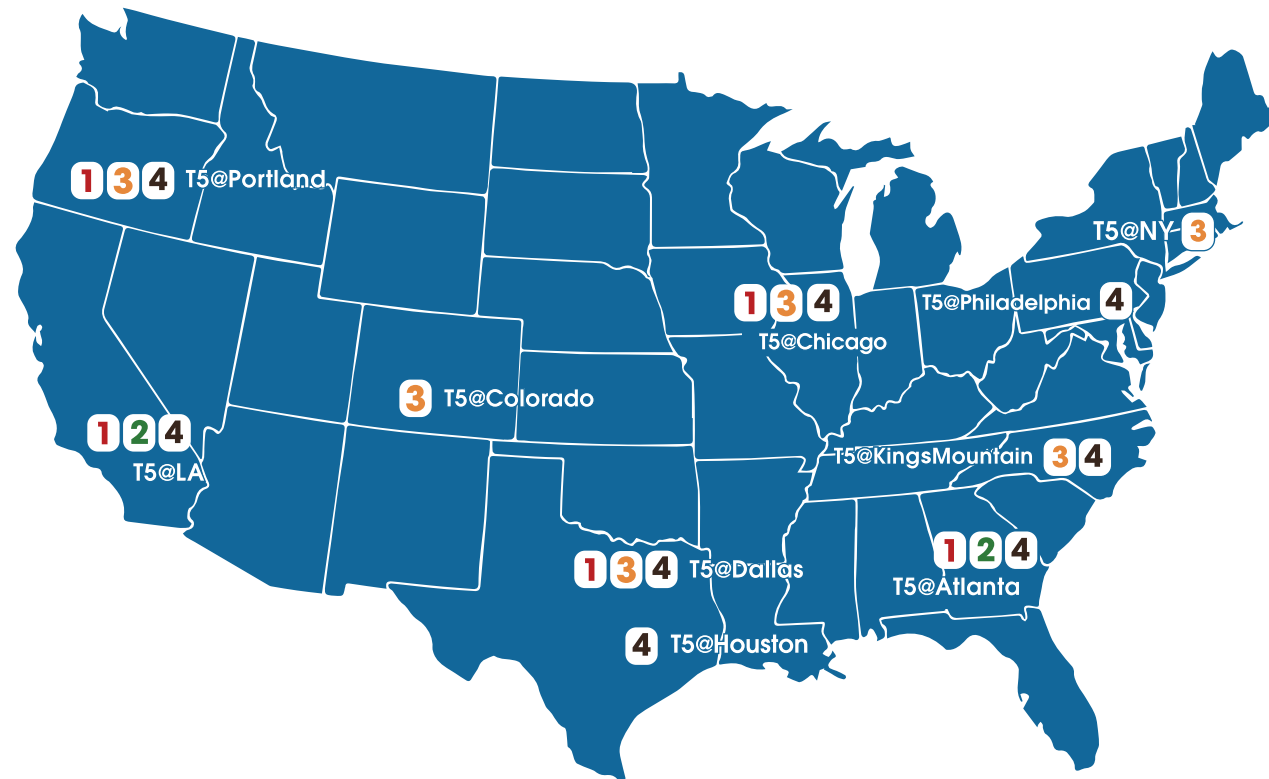 1 3 4 T5@Portland
T5@NY 3
1 3 4
T5@Philadelphia 4
T5@Chicago
3 T5@Colorado
1 2 4
T5@LA
T5@KingsMountain 3 4
1 2 4
T5@Atlanta
1 3 4 T5@Dallas
4 T5@Houston